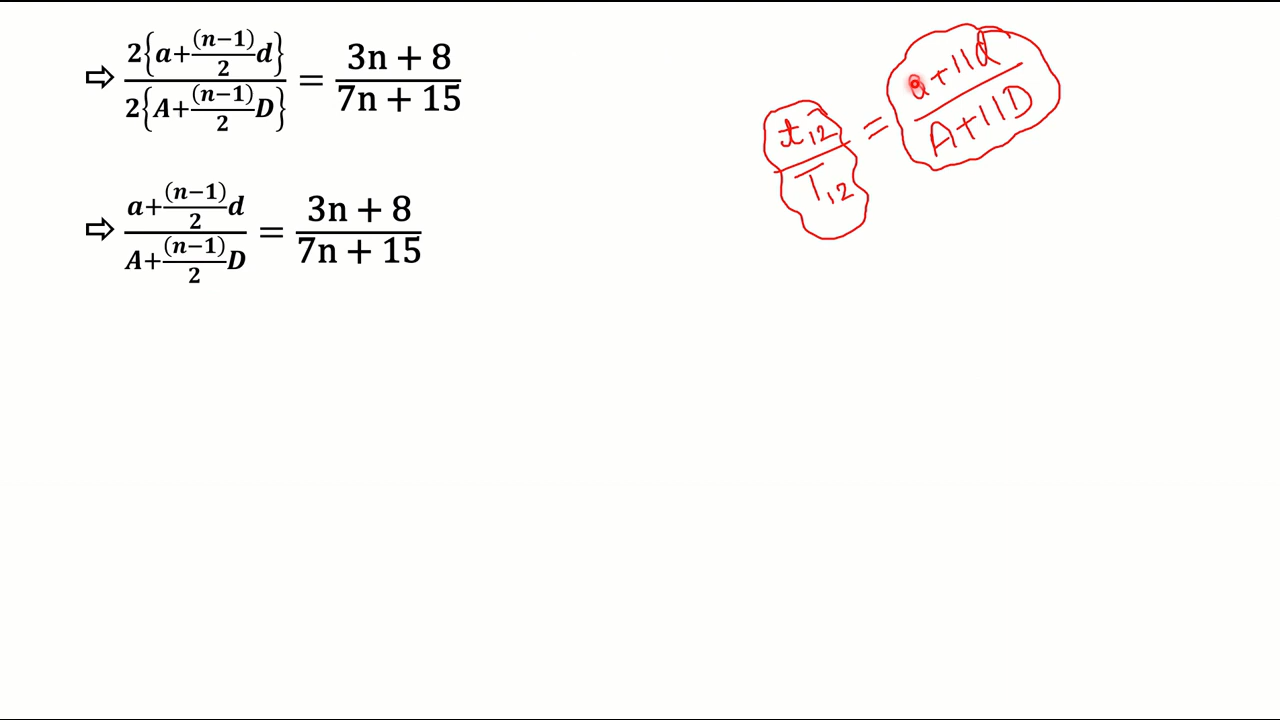 ⇨ 2{a+(n−1)/2 d} / 2{A+(n−1)/2 D} = 3n + 8 / 7n + 15
t12 / T12 = a+11d / A+11D
⇨ a+(n−1)/2 d / A+(n−1)/2 D = 3n + 8 / 7n + 15